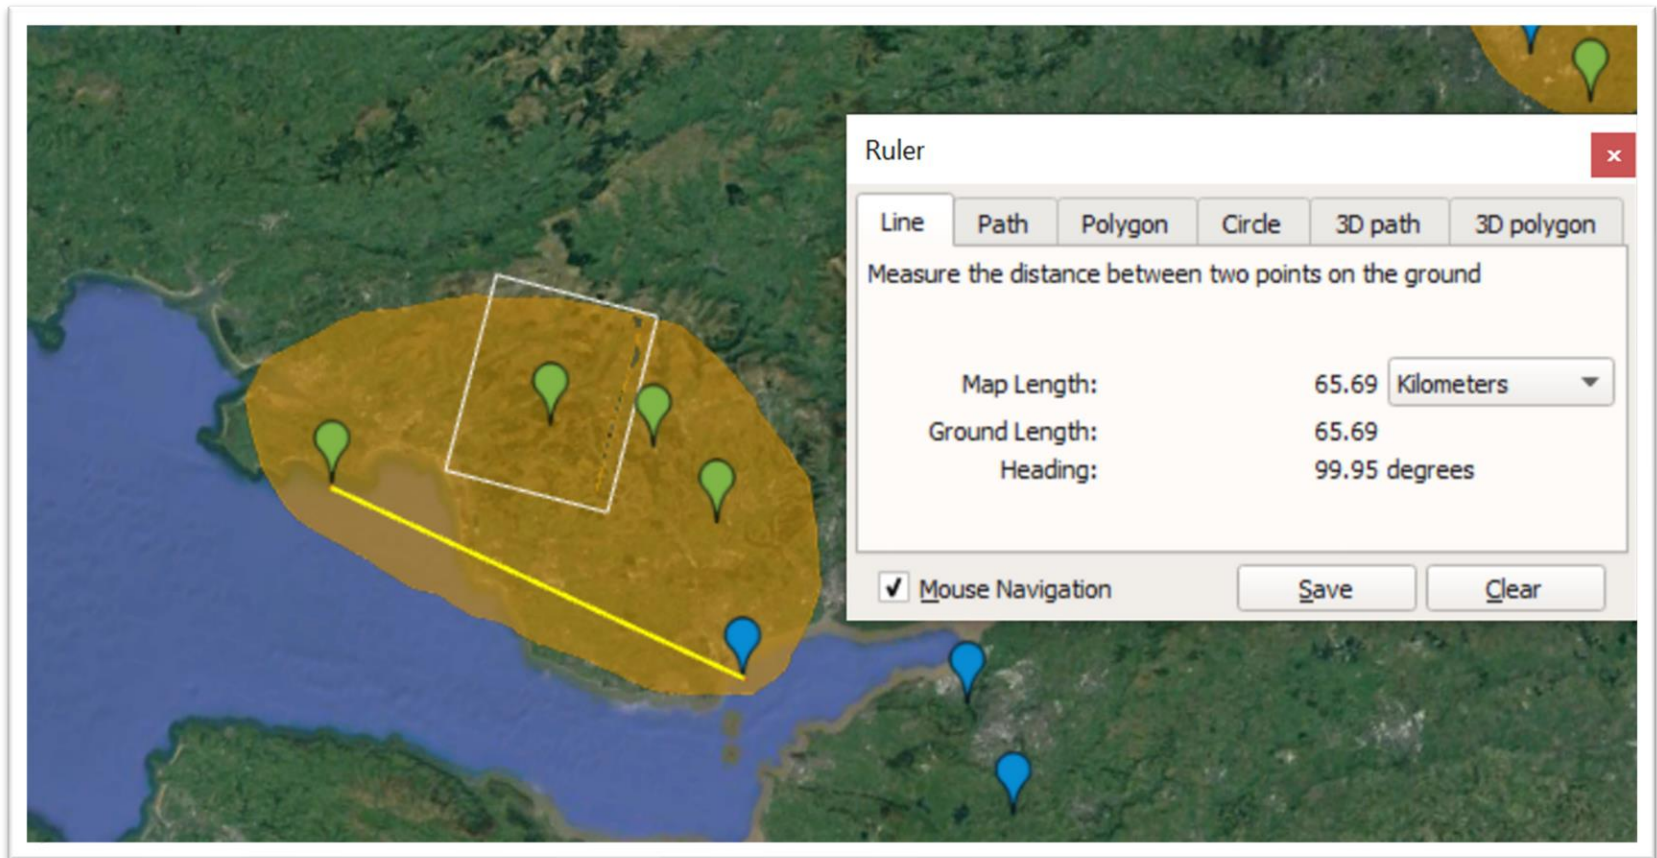 Ruler
Line Path Polygon Circle 3D path 3D polygon
Measure the distance between two points on the ground
Map Length: 65.69 Kilometers
Ground Length: 65.69
Heading: 99.95 degrees
Mouse Navigation Save Clear